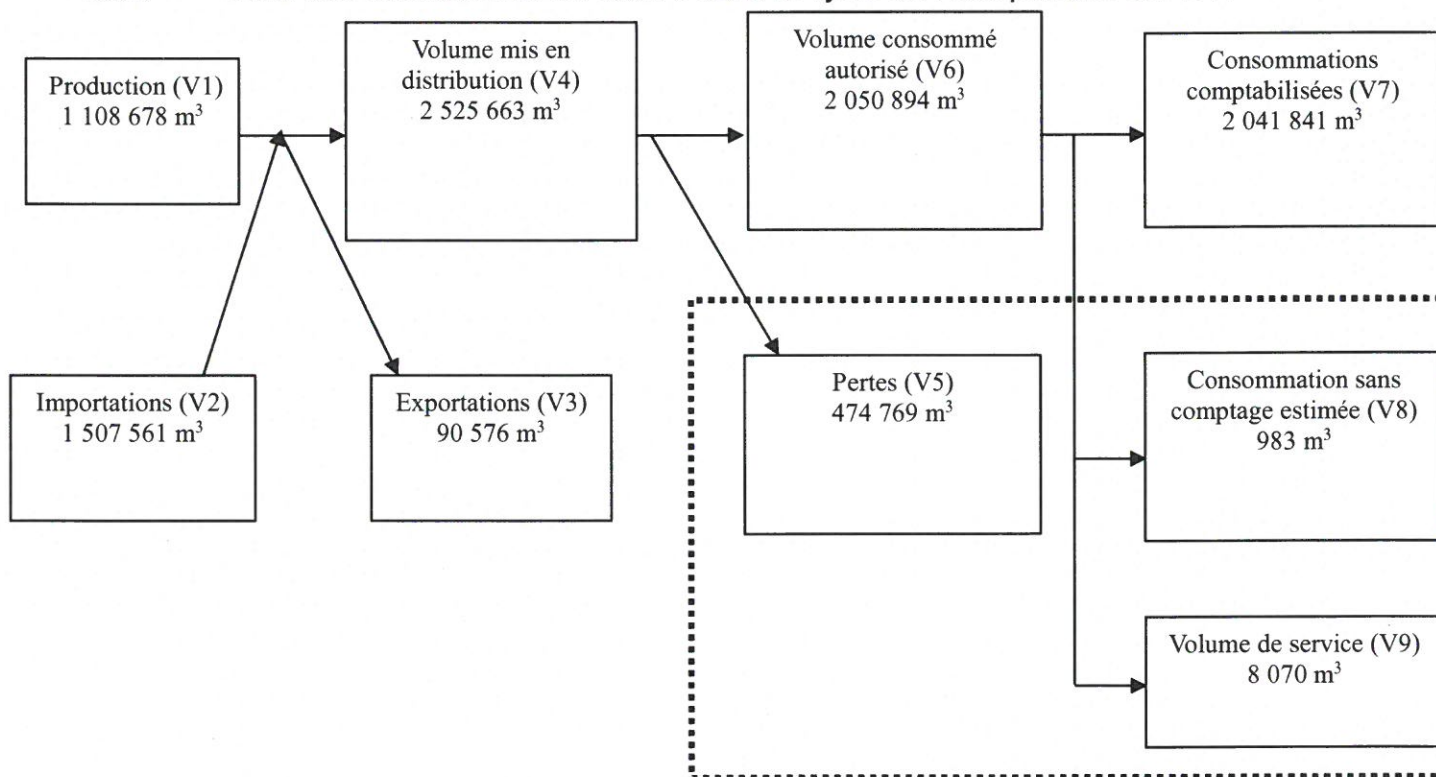 Production (V1)
1 108 678 m³
Volume mis en
distribution (V4)
2 525 663 m³
Volume consommé
autorisé (V6)
2 050 894 m³
Consommations
comptabilisées (V7)
2 041 841 m³
Importations (V2)
1 507 561 m³
Exportations (V3)
90 576 m³
Pertes (V5)
474 769 m³
Consommation sans
comptage estimée (V8)
983 m³
Volume de service (V9)
8 070 m³